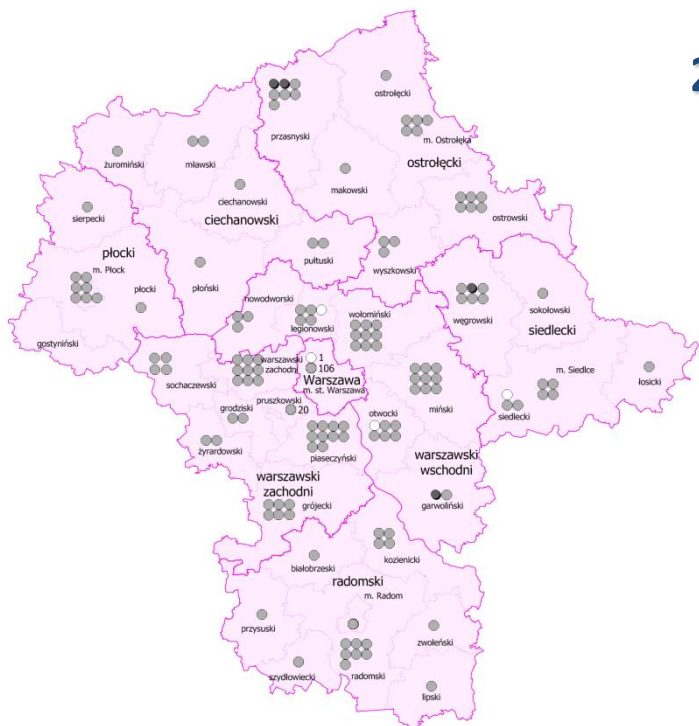 2
ostrołęcki
przasnyski
m. Ostrołęka
ostrołęcki
żuromiński
mławski
makowski
ciechanowski
ciechanowski
sierpecki
ostrowski
płocki
m. Płock
płocki
płoński
pułtuski
wyszkowski
gostyniński
nowodworski
legionowski
wołomiński
węgrowski
sokołowski
siedlecki
sochaczewski
warszawski
zachodni
1
106
Warszawa
m. st. Warszawa
pruszkowski
20
grodziski
żyrardowski
piaseczyński
otwocki
miński
m. Siedlce
siedlecki
łosicki
warszawski
zachodni
grójecki
warszawski
wschodni
garwoliński
białobrzeski
kozienicki
radomski
m. Radom
przysuski
zwoleński
szydłowiecki
radomski
lipski